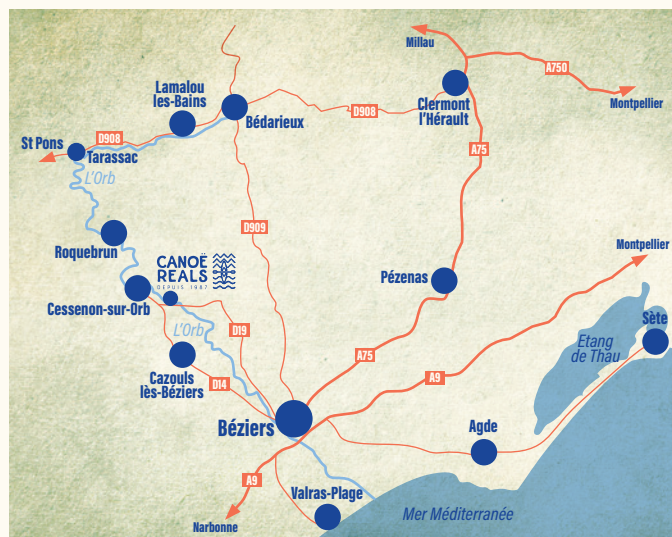 Millau
A750
Montpellier
Lamalou
les-Bains
Bédarieux
D908
Clermont
l'Hérault
St Pons
D908
Tarassac
A75
L'Orb
D909
Roquebrun
CANOË
REALS
DEPUIS 1987
Montpellier
Pézenas
Cessenon-sur-Orb
L'Orb
D19
Sète
Etang
de Thau
A75
Cazouls
lès-Béziers
D14
A9
Béziers
Agde
A9
Valras-Plage
Narbonne
Mer Méditerranée